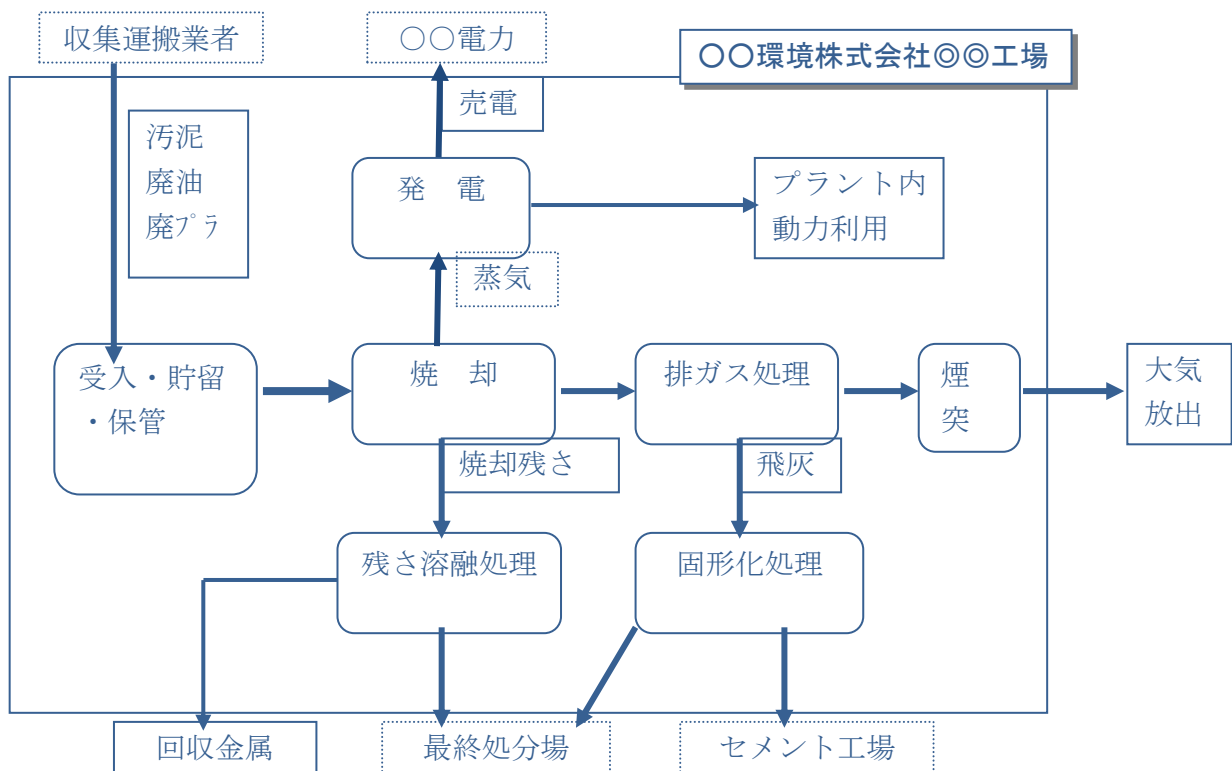 収集運搬業者
〇〇電力
〇〇環境株式会社◎◎工場
売電
汚泥
廃油
廃プラ
発 電
プラント内
動力利用
蒸気
受入・貯留
・保管
焼 却
排ガス処理
煙
突
大気
放出
焼却残さ
飛灰
残さ溶融処理
固形化処理
回収金属
最終処分場
セメント工場